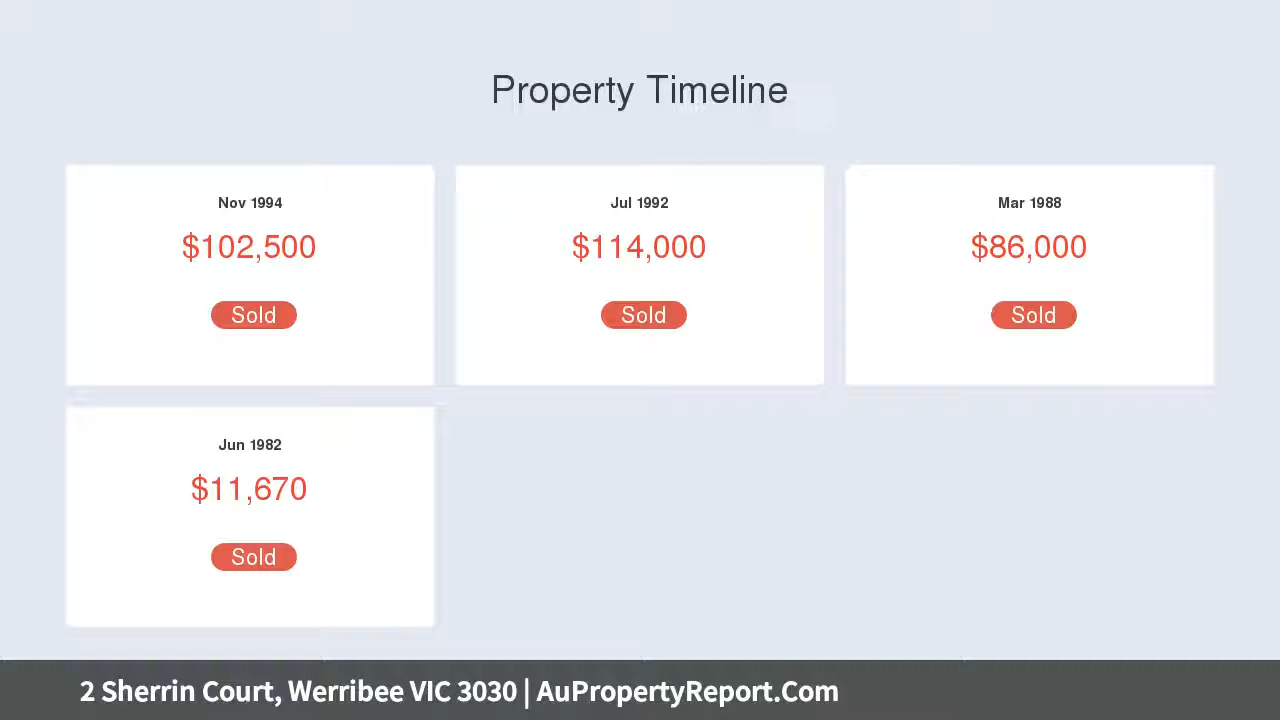 Property Timeline
Nov 1994
$102,500
Sold
Jul 1992
$114,000
Sold
Mar 1988
$86,000
Sold
Jun 1982
$11,670
Sold
2 Sherrin Court, Werribee VIC 3030 | AuPropertyReport.Com